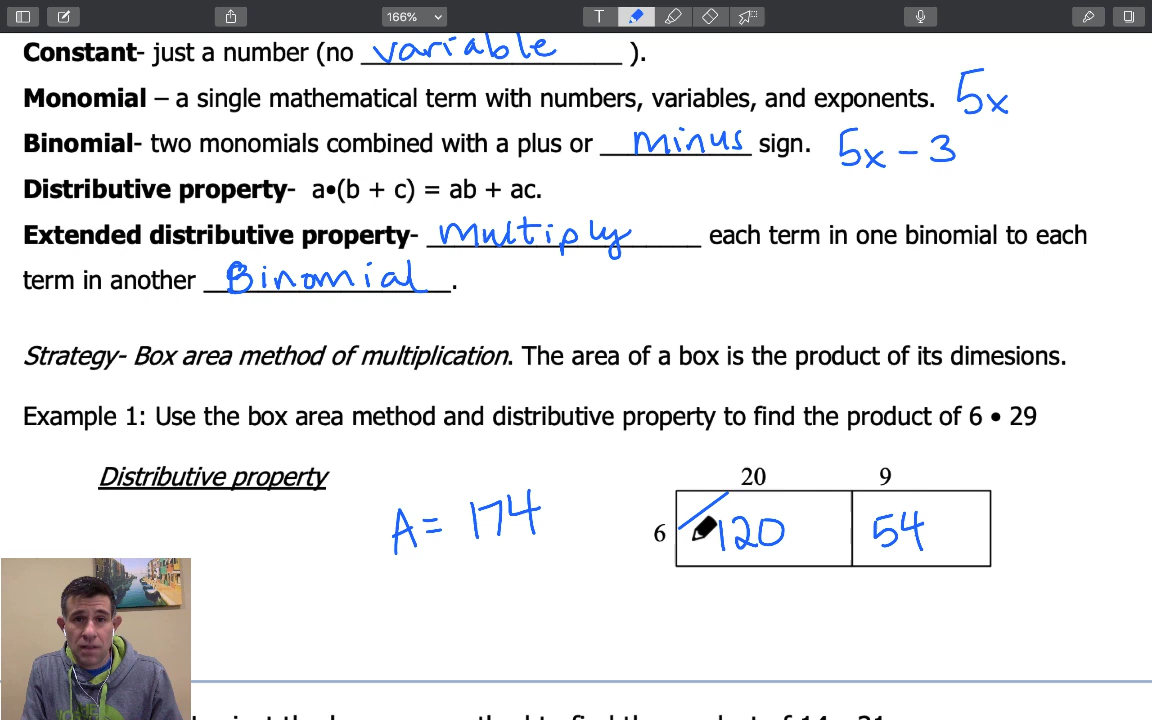 166%
T
Constant- just a number (no variable ).
Monomial – a single mathematical term with numbers, variables, and exponents. 5x
Binomial- two monomials combined with a plus or minus sign. 5x - 3
Distributive property- a•(b + c) = ab + ac.
Extended distributive property- multiply each term in one binomial to each
term in another Binomial.
Strategy- Box area method of multiplication. The area of a box is the product of its dimesions.
Example 1: Use the box area method and distributive property to find the product of 6 • 29
Distributive property
20 9
A = 174 6 120 54